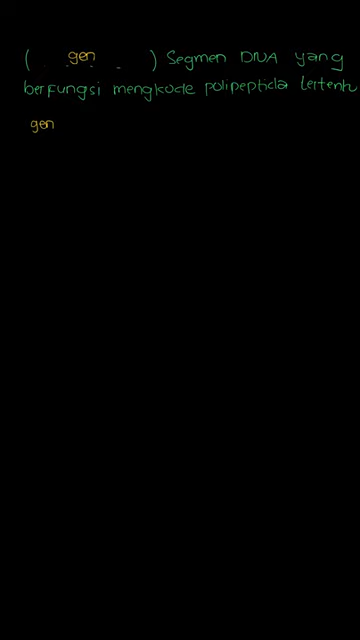 ( gen ) Segmen DNA yang
berfungsi mengkode polipeptida tertentu
gen